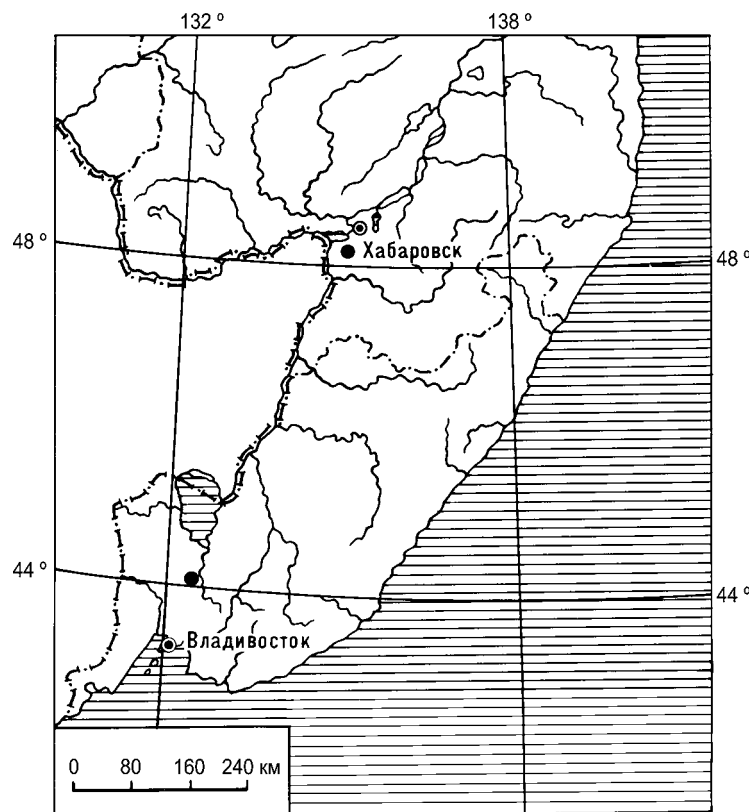 132 º 138 º
48 º
Хабаровск
48 º
44 º
44 º
Владивосток
0 80 160 240 км